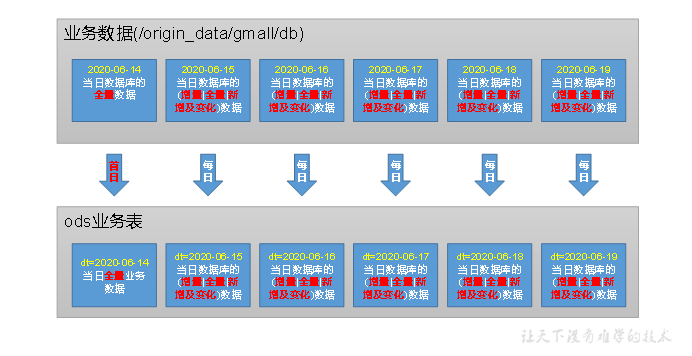 业务数据(/origin_data/gmall/db)
2020-06-14
当日数据库的
全量数据
2020-06-15
当日数据库的
(增量|全量|新
增及变化)数据
2020-06-16
当日数据库的
(增量|全量|新
增及变化)数据
2020-06-17
当日数据库的
(增量|全量|新
增及变化)数据
2020-06-18
当日数据库的
(增量|全量|新
增及变化)数据
2020-06-19
当日数据库的
(增量|全量|新
增及变化)数据
首日
每日
每日
每日
每日
每日
ods业务表
dt=2020-06-14
当日全量业务
数据
dt=2020-06-15
当日数据库的
(增量|全量|新
增及变化)数据
dt=2020-06-16
当日数据库的
(增量|全量|新
增及变化)数据
dt=2020-06-17
当日数据库的
(增量|全量|新
增及变化)数据
dt=2020-06-18
当日数据库的
(增量|全量|新
增及变化)数据
dt=2020-06-19
当日数据库的
(增量|全量|新
增及变化)数据
让天下没有难学的技术